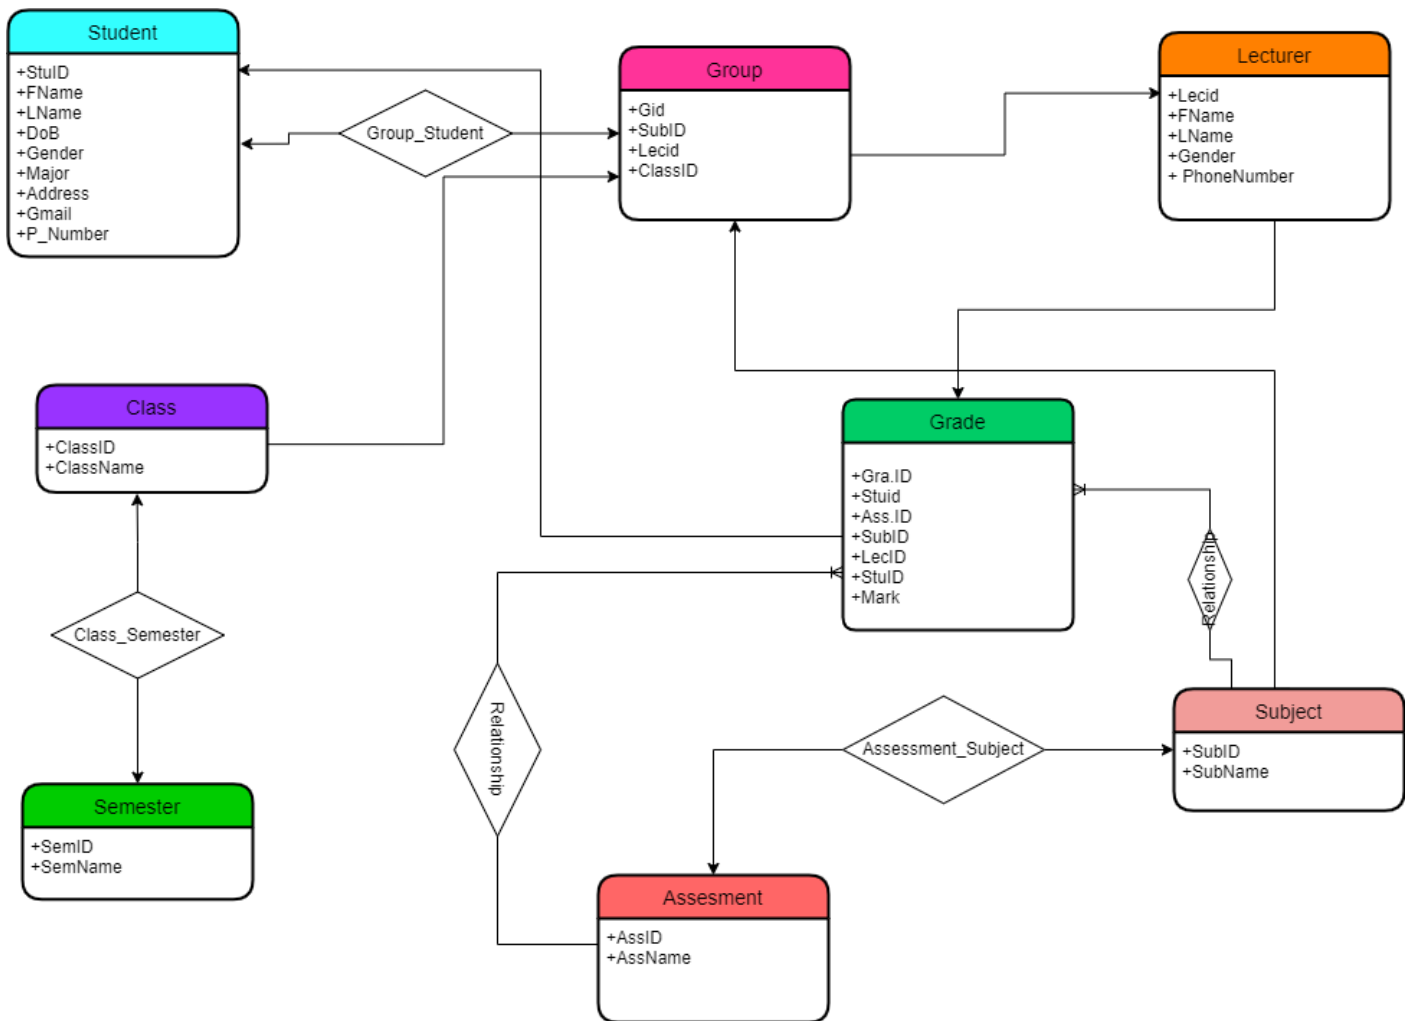 Student
+StuID
+FName
+LName
+DoB
+Gender
+Major
+Address
+Gmail
+P_Number
Group_Student
Group
+Gid
+SubID
+Lecid
+ClassID
Lecturer
+Lecid
+FName
+LName
+Gender
+ PhoneNumber
Class
+ClassID
+ClassName
Grade
+Gra.ID
+Stuid
+Ass.ID
+SubID
+LecID
+StuID
+Mark
Relationship
Class_Semester
Relationship
Assessment_Subject
Subject
+SubID
+SubName
Semester
+SemID
+SemName
Assesment
+AssID
+AssName